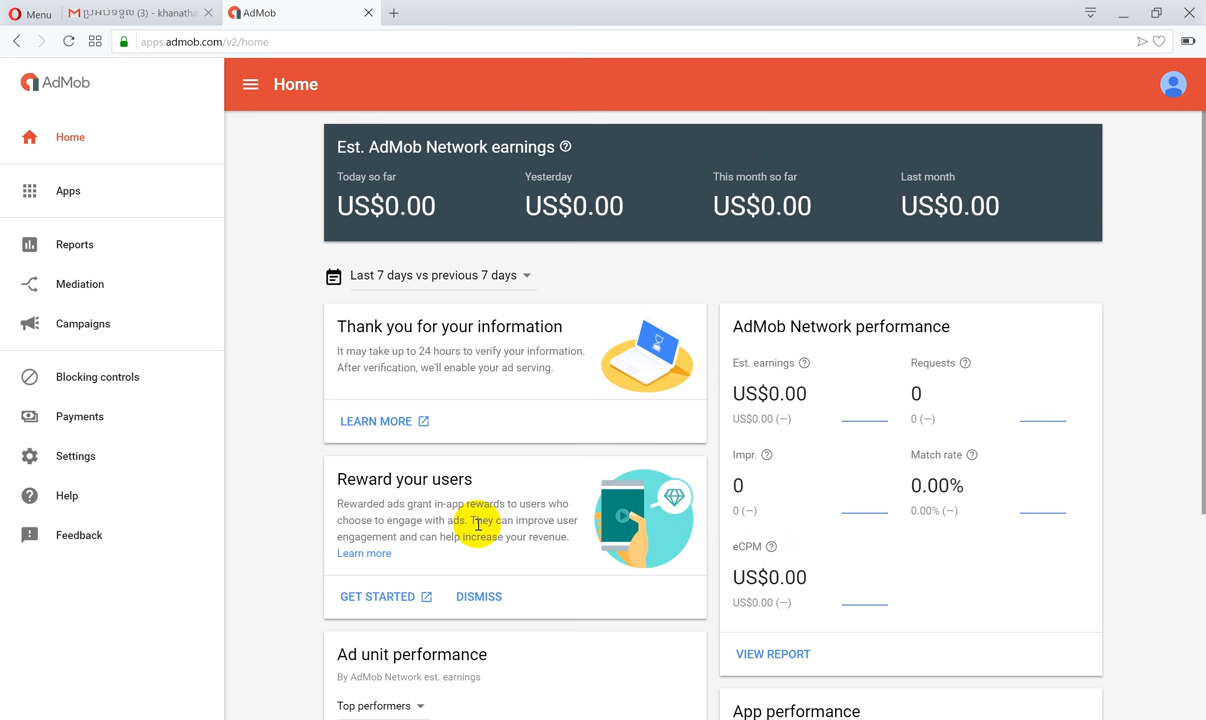 Menu
ប្រអប់ទទួល (3) - khanatha
AdMob
apps.admob.com/v2/home
AdMob
Home
Home
Apps
Reports
Mediation
Campaigns
Blocking controls
Payments
Settings
Help
Feedback
Est. AdMob Network earnings
Today so far
Yesterday
This month so far
Last month
US$0.00
US$0.00
US$0.00
US$0.00
Last 7 days vs previous 7 days
Thank you for your information
It may take up to 24 hours to verify your information.
After verification, we'll enable your ad serving.
LEARN MORE
Reward your users
Rewarded ads grant in-app rewards to users who
choose to engage with ads. They can improve user
engagement and can help increase your revenue.
Learn more
GET STARTED
DISMISS
Ad unit performance
By AdMob Network est. earnings
Top performers
AdMob Network performance
Est. earnings
Requests
US$0.00
0
US$0.00 (—)
0 (—)
Impr.
Match rate
0
0.00%
0 (—)
0.00% (—)
eCPM
US$0.00
US$0.00 (—)
VIEW REPORT
App performance